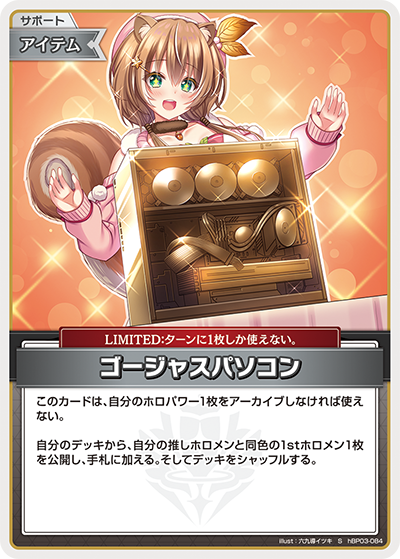 サポート
アイテム
LIMITED:ターンに1枚しか使えない。
ゴージャスパソコン
このカードは、自分のホロパワー1枚をアーカイブしなければ使え
ない。
自分のデッキから、自分の推しホロメンと同色の1stホロメン1枚
を公開し、手札に加える。そしてデッキをシャッフルする。
illust：六九得イツキ S hBP03-084